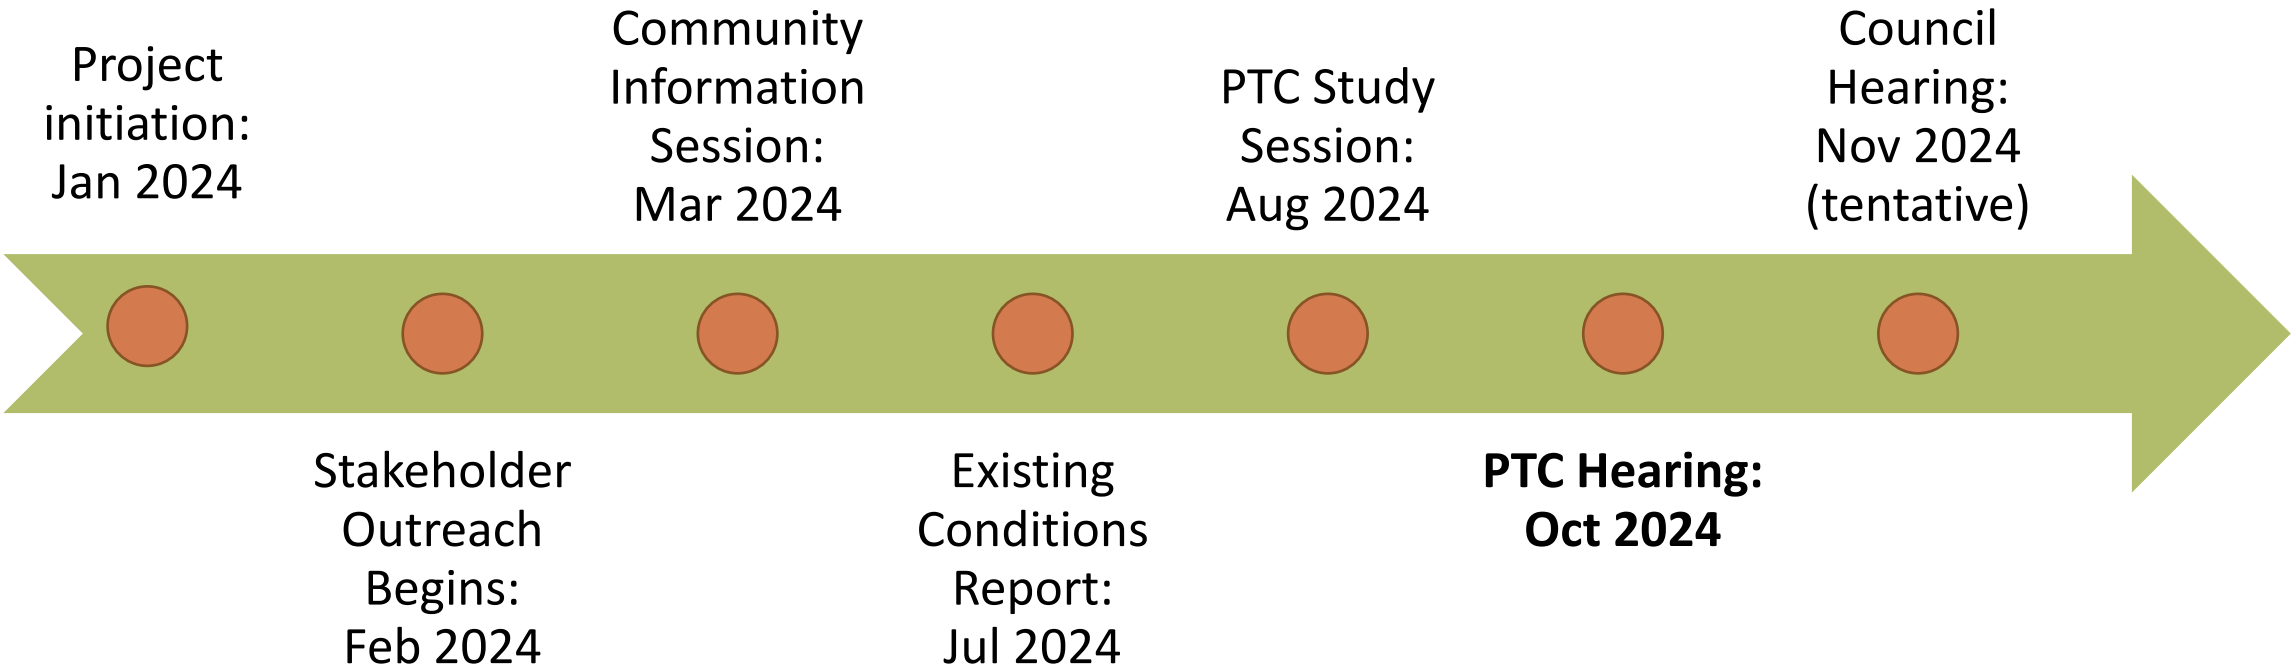 Project
initiation:
Jan 2024
Stakeholder
Outreach
Begins:
Feb 2024
Community
Information
Session:
Mar 2024
Existing
Conditions
Report:
Jul 2024
PTC Study
Session:
Aug 2024
PTC Hearing:
Oct 2024
Council
Hearing:
Nov 2024
(tentative)